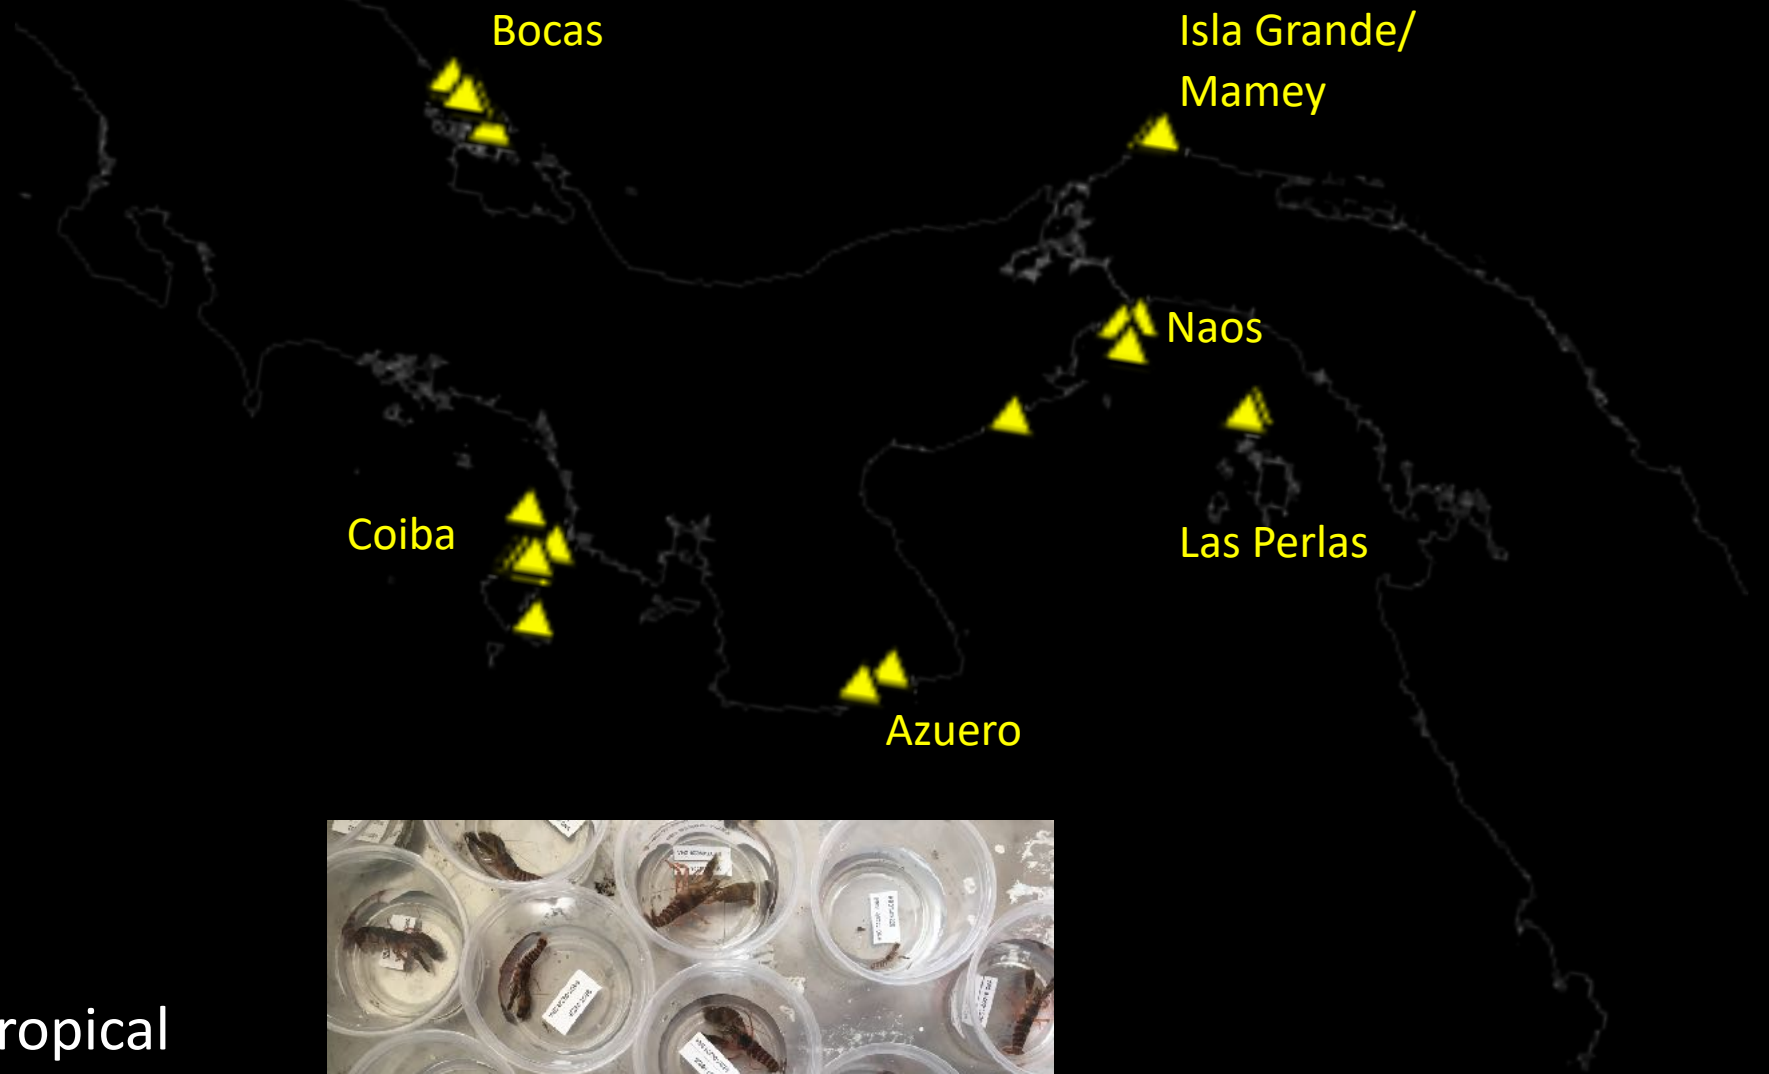 Bocas
Isla Grande/
Mamey
Naos
Coiba
Las Perlas
Azuero
ropical